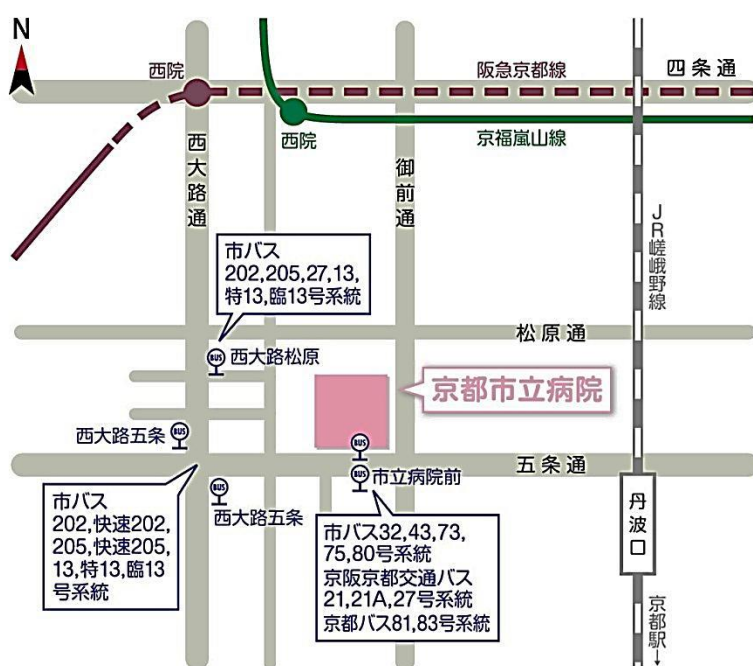 N
西院
阪急京都線
四条通
西院
京福嵐山線
西大路通
御前通
JR嵯峨野線
市バス
202,205,27,13,
特13,臨13号系統
松原通
BUS
西大路松原
京都市立病院
西大路五条
BUS
BUS
五条通
BUS
市立病院前
BUS
西大路五条
市バス
202,快速202,
205,快速205,
13,特13,臨13
号系統
市バス32,43,73,
75,80号系統
京阪京都交通バス
21,21A,27号系統
京都バス81,83号系統
丹波口
京都駅→